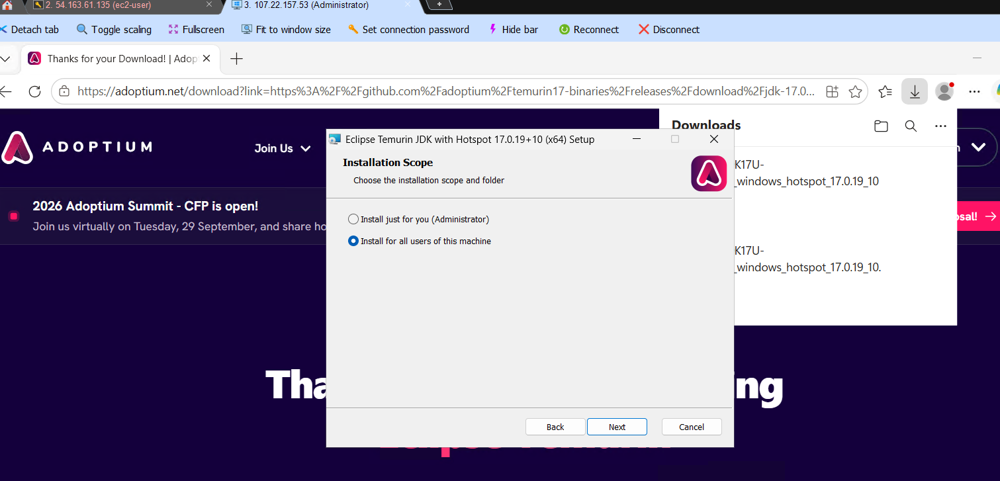 2. 54.163.61.135 (ec2-user)
3. 107.22.157.53 (Administrator)
Detach tab
Toggle scaling
Fullscreen
Fit to window size
Set connection password
Hide bar
Reconnect
Disconnect
Thanks for your Download! | Adop
https://adoptium.net/download?link=https%3A%2F%2Fgithub.com%2Fadoptium%2Ftemurin17-binaries%2Freleases%2Fdownload%2Fjdk-17.0...
Downloads
ADOPTIUM
Join Us
Eclipse Temurin JDK with Hotspot 17.0.19+10 (x64) Setup
Installation Scope
Choose the installation scope and folder
K17U-
_windows_hotspot_17.0.19_10
2026 Adoptium Summit - CFP is open!
Join us virtually on Tuesday, 29 September, and share ho
osal! →
Install just for you (Administrator)
Install for all users of this machine
K17U-
_windows_hotspot_17.0.19_10.
Tha
ing
Back
Next
Cancel